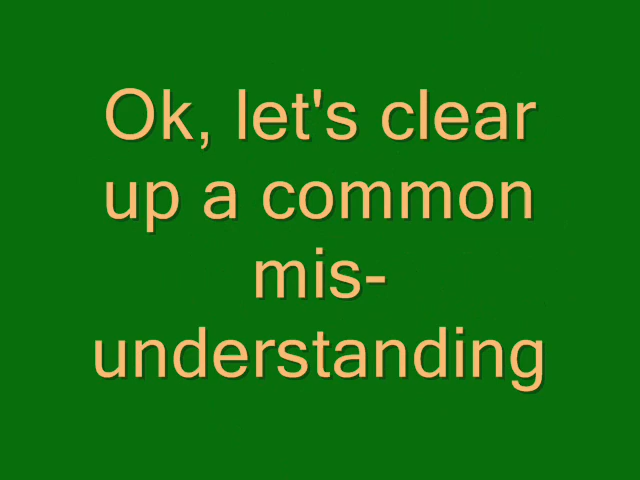 Ok, let's clear
up a common
mis-
understanding